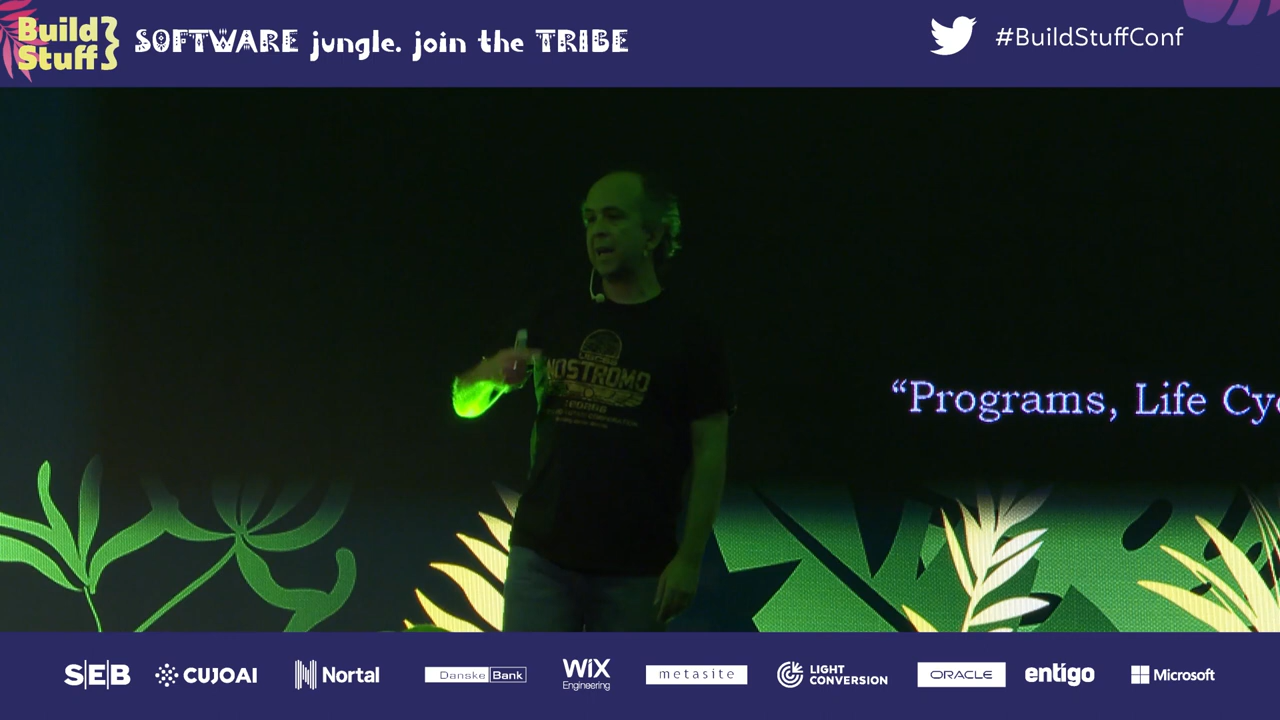 Build
Stuff
SOFTWARE jungle. join the TRIBE
#BuildStuffConf
NOSTROMO
“Programs, Life Cyc
SEB
CUJOAI
Nortal
Danske Bank
WiX
Engineering
metasite
LIGHT
CONVERSION
ORACLE
entigo
Microsoft